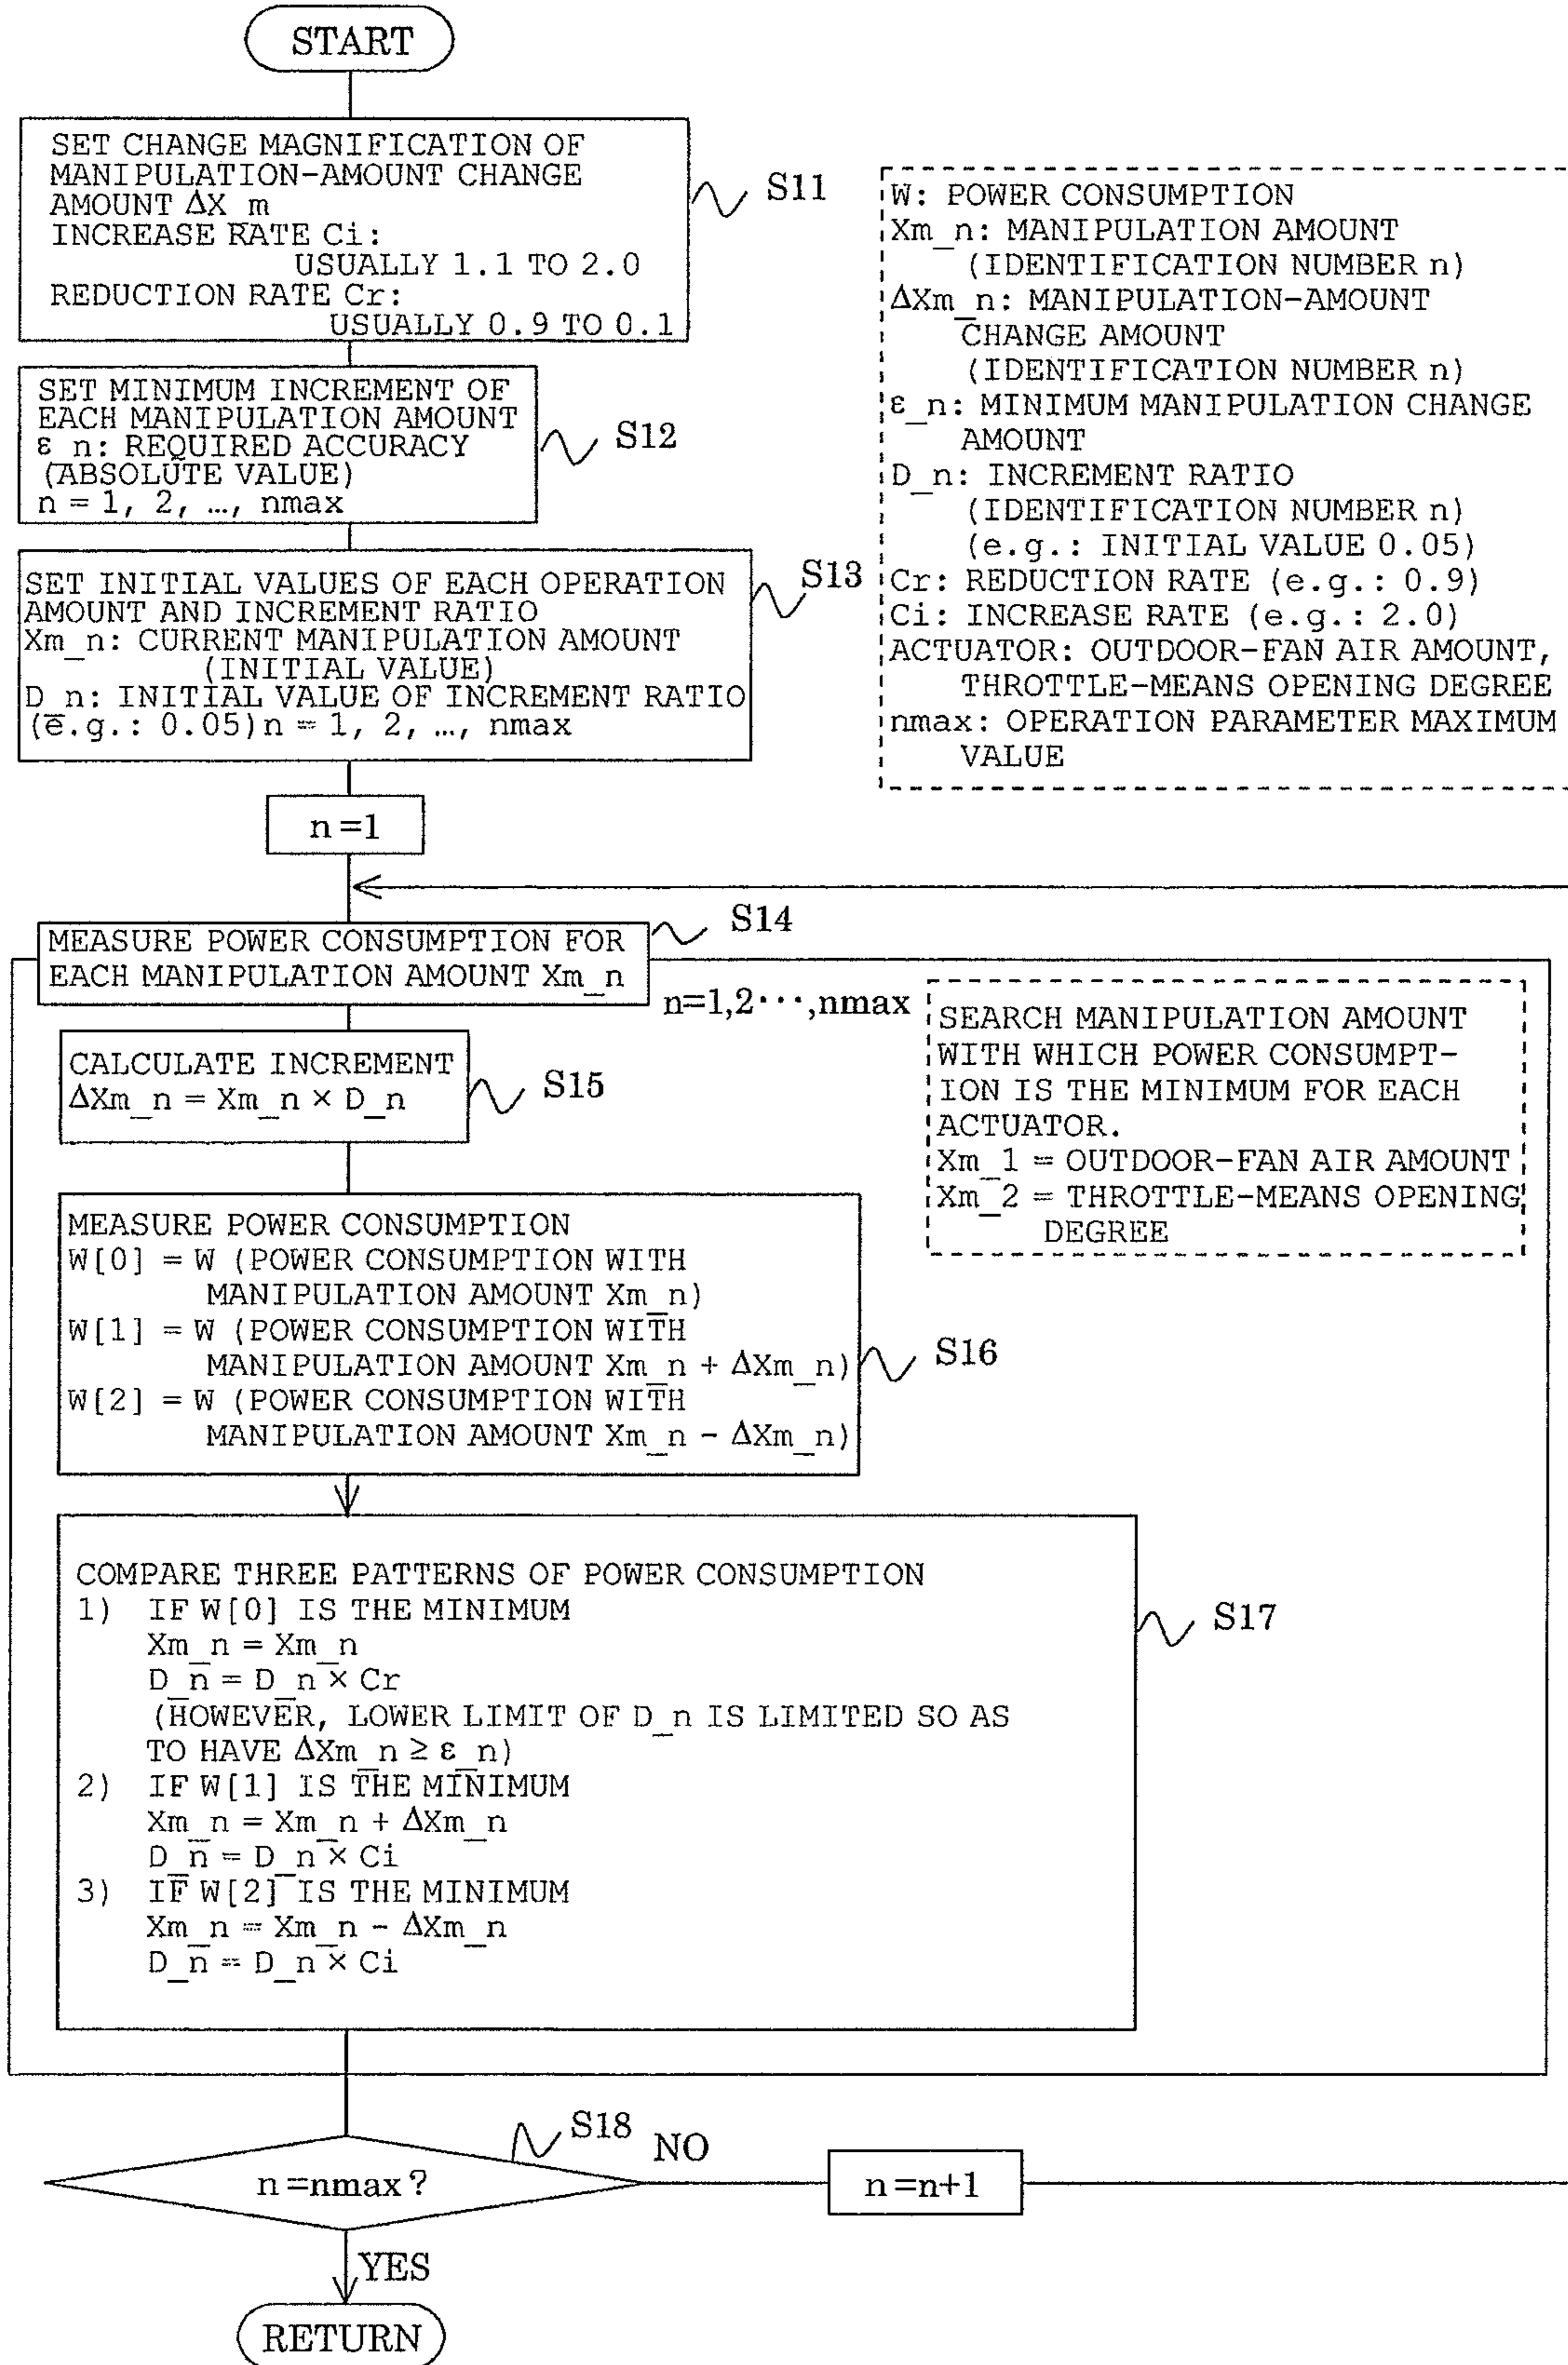 START
SET CHANGE MAGNIFICATION OF
MANIPULATION-AMOUNT CHANGE
AMOUNT ΔX_m
INCREASE RATE Ci:
USUALLY 1.1 TO 2.0
REDUCTION RATE Cr:
USUALLY 0.9 TO 0.1
S11
SET MINIMUM INCREMENT OF
EACH MANIPULATION AMOUNT
ε_n: REQUIRED ACCURACY
(ABSOLUTE VALUE)
n = 1, 2, …, nmax
S12
SET INITIAL VALUES OF EACH OPERATION
AMOUNT AND INCREMENT RATIO
Xm_n: CURRENT MANIPULATION AMOUNT
(INITIAL VALUE)
D_n: INITIAL VALUE OF INCREMENT RATIO
(e.g.: 0.05) n = 1, 2, …, nmax
S13
W: POWER CONSUMPTION
Xm_n: MANIPULATION AMOUNT
(IDENTIFICATION NUMBER n)
ΔXm_n: MANIPULATION-AMOUNT
CHANGE AMOUNT
(IDENTIFICATION NUMBER n)
ε_n: MINIMUM MANIPULATION CHANGE
AMOUNT
D_n: INCREMENT RATIO
(IDENTIFICATION NUMBER n)
(e.g.: INITIAL VALUE 0.05)
Cr: REDUCTION RATE (e.g.: 0.9)
Ci: INCREASE RATE (e.g.: 2.0)
ACTUATOR: OUTDOOR-FAN AIR AMOUNT,
THROTTLE-MEANS OPENING DEGREE
nmax: OPERATION PARAMETER MAXIMUM
VALUE
n=1
MEASURE POWER CONSUMPTION FOR
EACH MANIPULATION AMOUNT Xm_n
S14
n=1,2···,nmax
SEARCH MANIPULATION AMOUNT
WITH WHICH POWER CONSUMPT-
ION IS THE MINIMUM FOR EACH
ACTUATOR.
Xm_1 = OUTDOOR-FAN AIR AMOUNT
Xm_2 = THROTTLE-MEANS OPENING
DEGREE
CALCULATE INCREMENT
ΔXm_n = Xm_n × D_n
S15
MEASURE POWER CONSUMPTION
W[0] = W (POWER CONSUMPTION WITH
MANIPULATION AMOUNT Xm_n)
W[1] = W (POWER CONSUMPTION WITH
MANIPULATION AMOUNT Xm_n + ΔXm_n)
W[2] = W (POWER CONSUMPTION WITH
MANIPULATION AMOUNT Xm_n - ΔXm_n)
S16
COMPARE THREE PATTERNS OF POWER CONSUMPTION
1) IF W[0] IS THE MINIMUM
Xm_n = Xm_n
D_n = D_n × Cr
(HOWEVER, LOWER LIMIT OF D_n IS LIMITED SO AS
TO HAVE ΔXm_n ≥ ε_n)
2) IF W[1] IS THE MINIMUM
Xm_n = Xm_n + ΔXm_n
D_n = D_n × Ci
3) IF W[2] IS THE MINIMUM
Xm_n = Xm_n - ΔXm_n
D_n = D_n × Ci
S17
S18
n=nmax?
NO
n=n+1
YES
RETURN